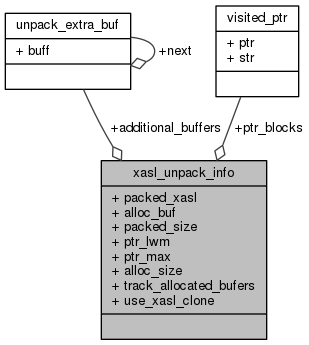 unpack_extra_buf
+ buff
+next
visited_ptr
+ ptr
+ str
+additional_buffers
+ptr_blocks
xasl_unpack_info
+ packed_xasl
+ alloc_buf
+ packed_size
+ ptr_lwm
+ ptr_max
+ alloc_size
+ track_allocated_bufers
+ use_xasl_clone